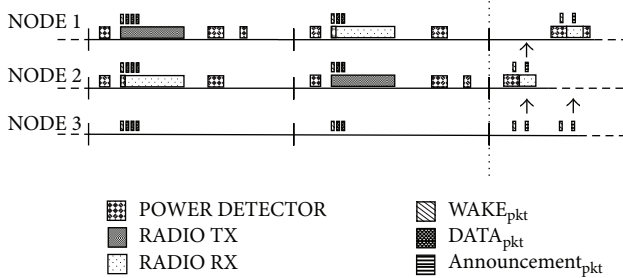 NODE 1
NODE 2
NODE 3
POWER DETECTOR
RADIO TX
RADIO RX
WAKEpkt
DATApkt
Announcementpkt